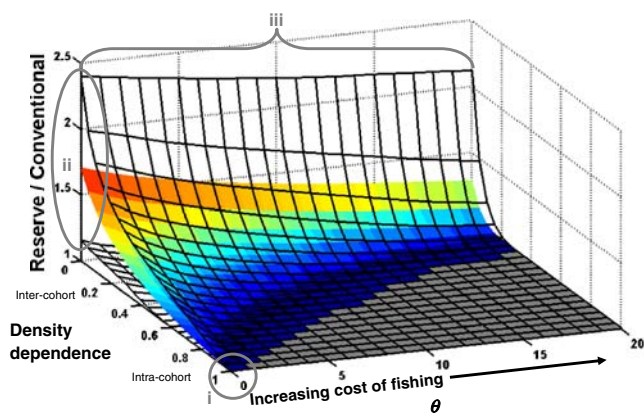 iii
2.5
2
ii
1.5
1
Reserve / Conventional
0
Inter-cohort
0.2
0.4
0.6
0.8
Intra-cohort
1
i
Density
dependence
0
5
10
15
20
Increasing cost of fishing
θ